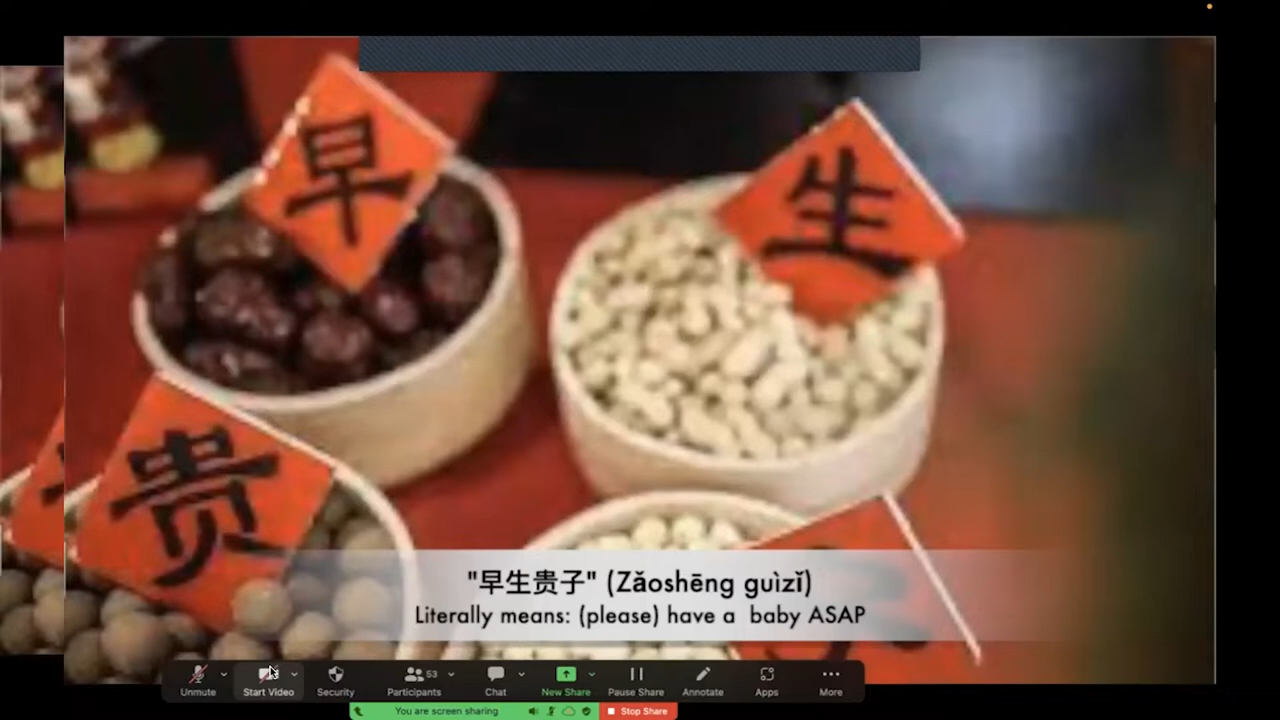 早
生
贵
"早生贵子" (Zǎoshēng guìzǐ)
Literally means: (please) have a baby ASAP
Unmute
Start Video
Security
53
Participants
Chat
New Share
Pause Share
Annotate
Apps
More
You are screen sharing
Stop Share